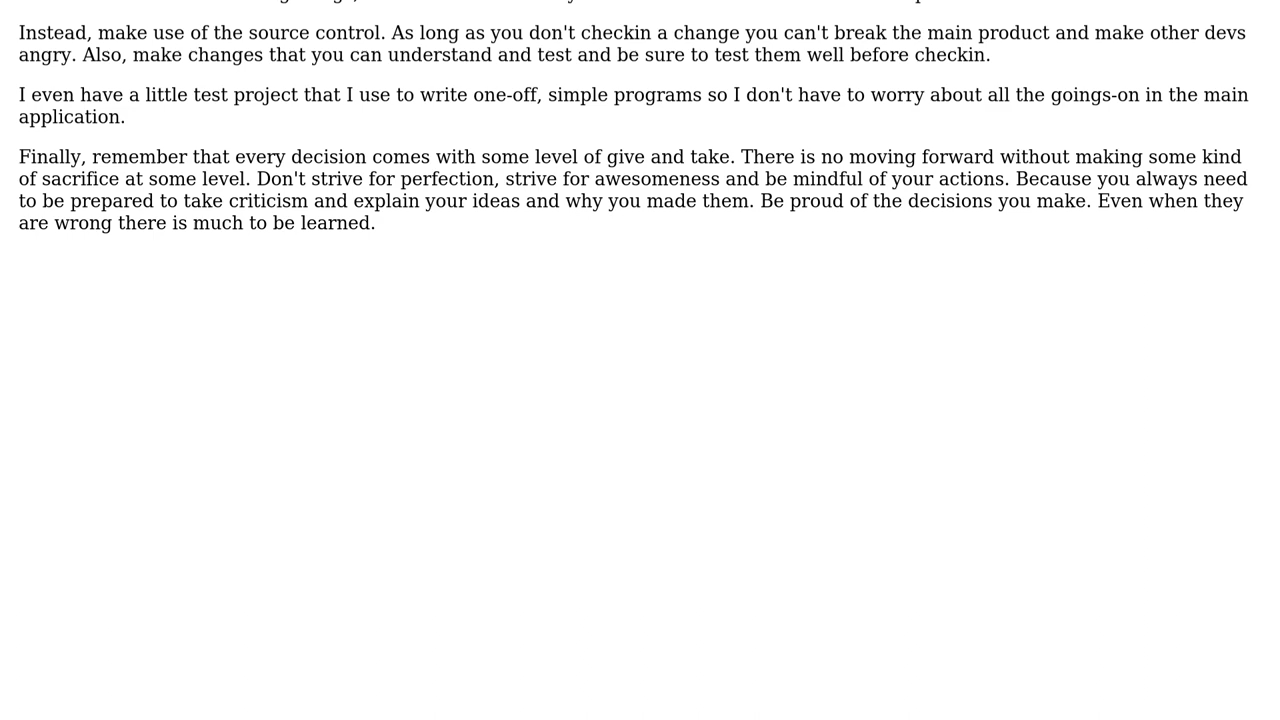 Instead, make use of the source control. As long as you don't checkin a change you can't break the main product and make other devs
angry. Also, make changes that you can understand and test and be sure to test them well before checkin.
I even have a little test project that I use to write one-off, simple programs so I don't have to worry about all the goings-on in the main
application.
Finally, remember that every decision comes with some level of give and take. There is no moving forward without making some kind
of sacrifice at some level. Don't strive for perfection, strive for awesomeness and be mindful of your actions. Because you always need
to be prepared to take criticism and explain your ideas and why you made them. Be proud of the decisions you make. Even when they
are wrong there is much to be learned.